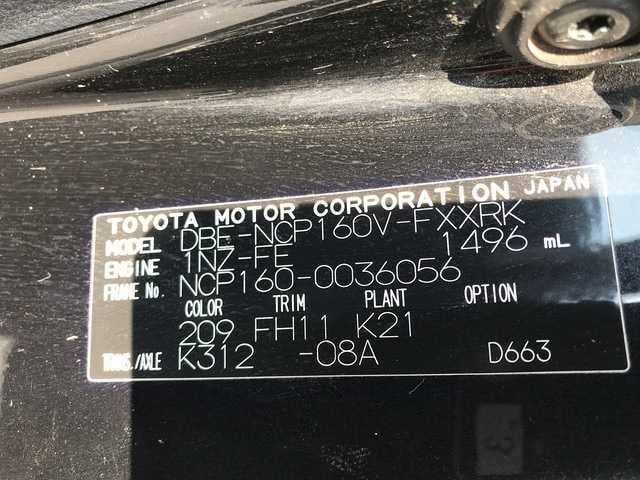 TOYOTA MOTOR CORPORATION JAPAN
MODEL DBE-NCP160V-FXXRK
ENGINE 1NZ-FE 1496 mL
FRAME No. NCP160-0036056
COLOR TRIM PLANT OPTION
209 FH11 K21
TRANS./AXLE K312 -08A D663